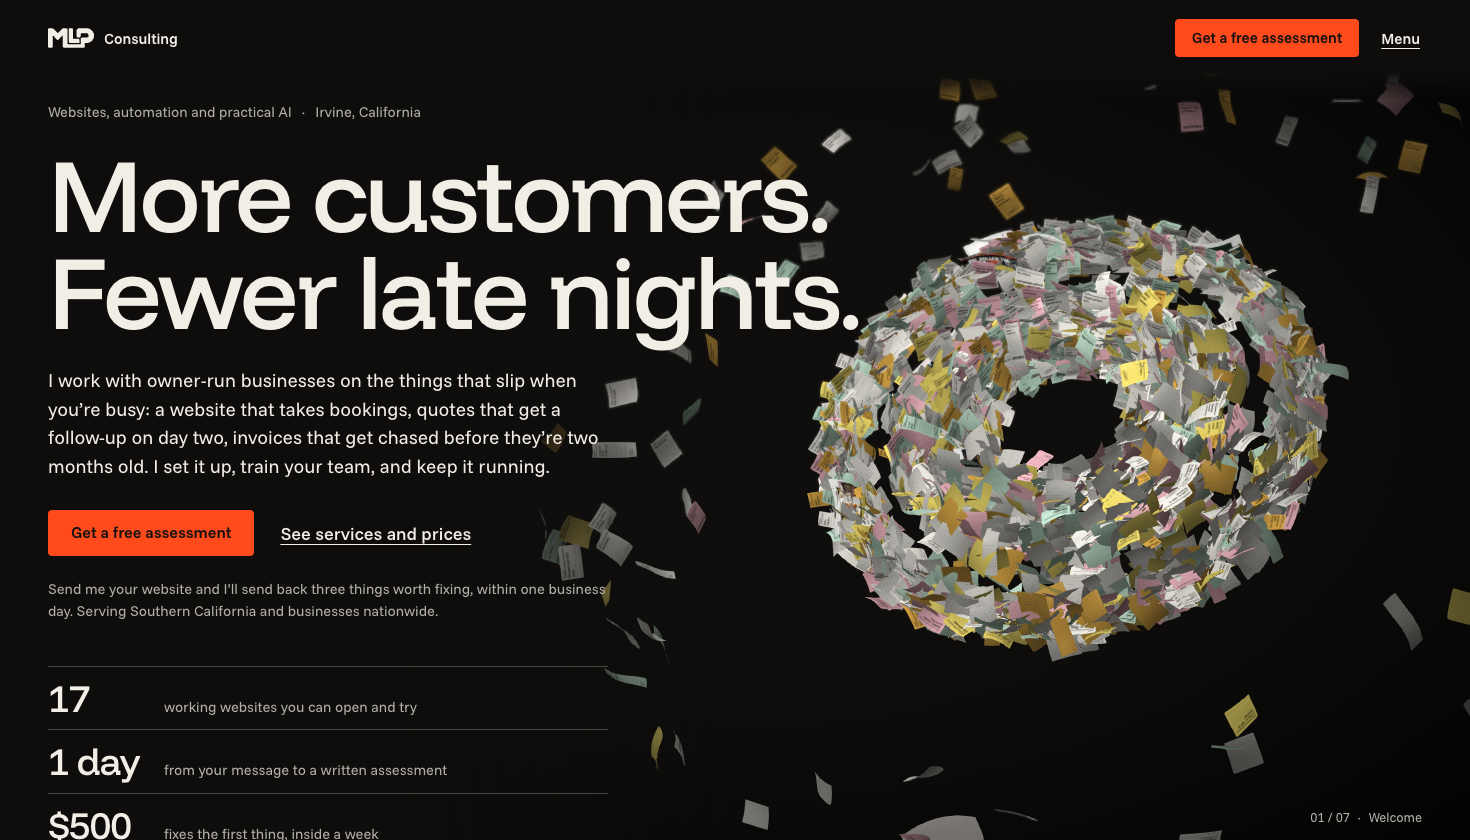 MLP Consulting
Get a free assessment
Menu
Websites, automation and practical AI · Irvine, California
More customers.
Fewer late nights.
I work with owner-run businesses on the things that slip when
you’re busy: a website that takes bookings, quotes that get a
follow-up on day two, invoices that get chased before they’re two
months old. I set it up, train your team, and keep it running.
Get a free assessment
See services and prices
Send me your website and I’ll send back three things worth fixing, within one business
day. Serving Southern California and businesses nationwide.
17 working websites you can open and try
1 day from your message to a written assessment
$500 fixes the first thing, inside a week
01 / 07 · Welcome